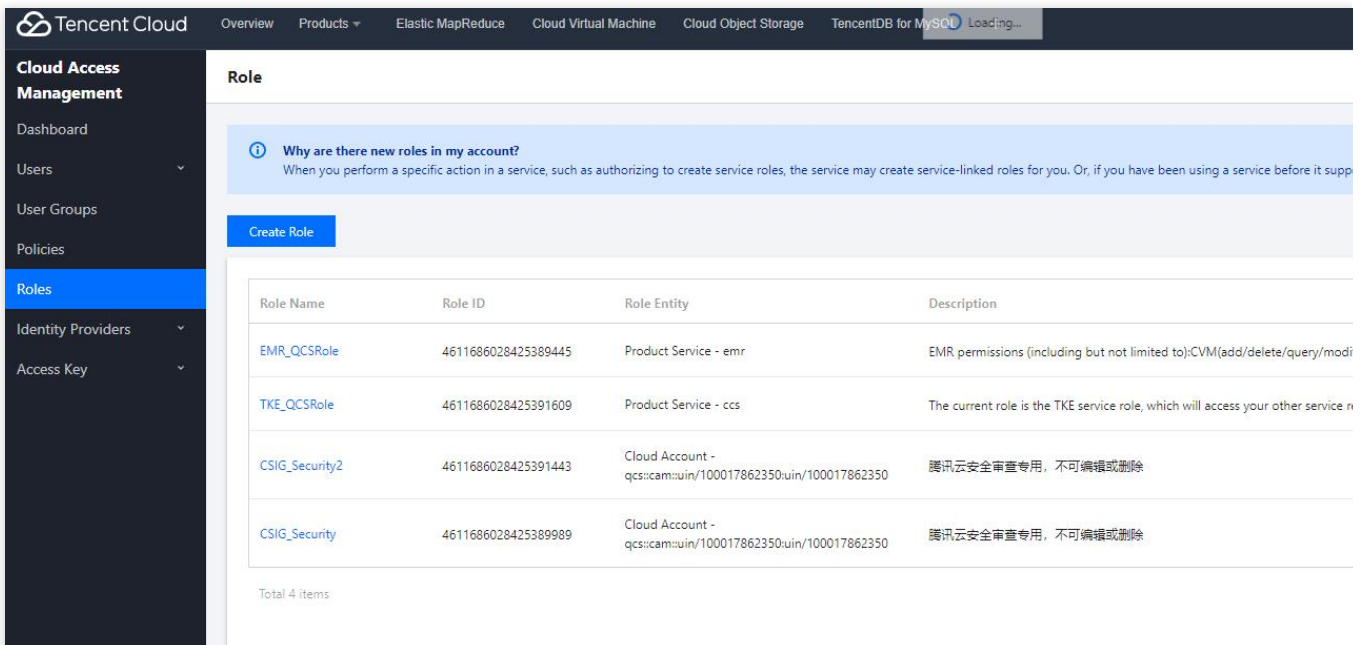 Tencent Cloud Overview Products Elastic MapReduce Cloud Virtual Machine Cloud Object Storage TencentDB for MySQL Loading...
Cloud Access
Management
Role
Dashboard
Why are there new roles in my account?
When you perform a specific action in a service, such as authorizing to create service roles, the service may create service-linked roles for you. Or, if you have been using a service before it supp
Users
User Groups
Create Role
Policies
Roles
Role Name Role ID Role Entity Description
Identity Providers
EMR_QCSRole 4611686028425389445 Product Service - emr EMR permissions (including but not limited to):CVM(add/delete/query/modi
Access Key
TKE_QCSRole 4611686028425391609 Product Service - ccs The current role is the TKE service role, which will access your other service r
CSIG_Security2 4611686028425391443 Cloud Account -
qcs::cam::uin/100017862350:uin/100017862350 腾讯云安全审查专用，不可编辑或删除
CSIG_Security 4611686028425389989 Cloud Account -
qcs::cam::uin/100017862350:uin/100017862350 腾讯云安全审查专用，不可编辑或删除
Total 4 items